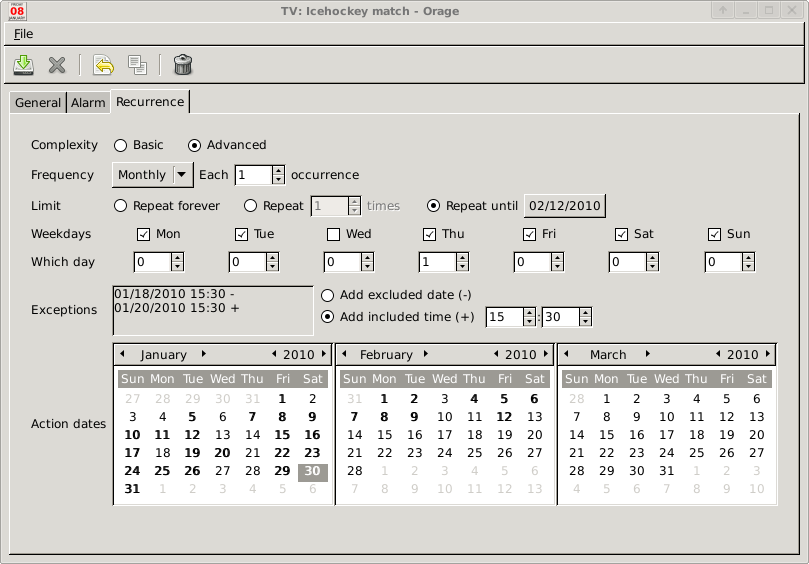 08
TV: Icehockey match - Orage
File
General Alarm Recurrence
Complexity Basic Advanced
Frequency Monthly Each 1 occurrence
Limit Repeat forever Repeat 1 times Repeat until 02/12/2010
Weekdays Mon Tue Wed Thu Fri Sat Sun
Which day 0 0 0 1 0 0 0
Exceptions
01/18/2010 15:30 -
01/20/2010 15:30 +
Add excluded date (-)
Add included time (+) 15 : 30
Action dates
January 2010
Sun Mon Tue Wed Thu Fri Sat
27 28 29 30 31 1 2
3 4 5 6 7 8 9
10 11 12 13 14 15 16
17 18 19 20 21 22 23
24 25 26 27 28 29 30
31 1 2 3 4 5 6
February 2010
Sun Mon Tue Wed Thu Fri Sat
31 1 2 3 4 5 6
7 8 9 10 11 12 13
14 15 16 17 18 19 20
21 22 23 24 25 26 27
28 1 2 3 4 5 6
7 8 9 10 11 12 13
March 2010
Sun Mon Tue Wed Thu Fri Sat
28 1 2 3 4 5 6
7 8 9 10 11 12 13
14 15 16 17 18 19 20
21 22 23 24 25 26 27
28 29 30 31 1 2 3
4 5 6 7 8 9 10